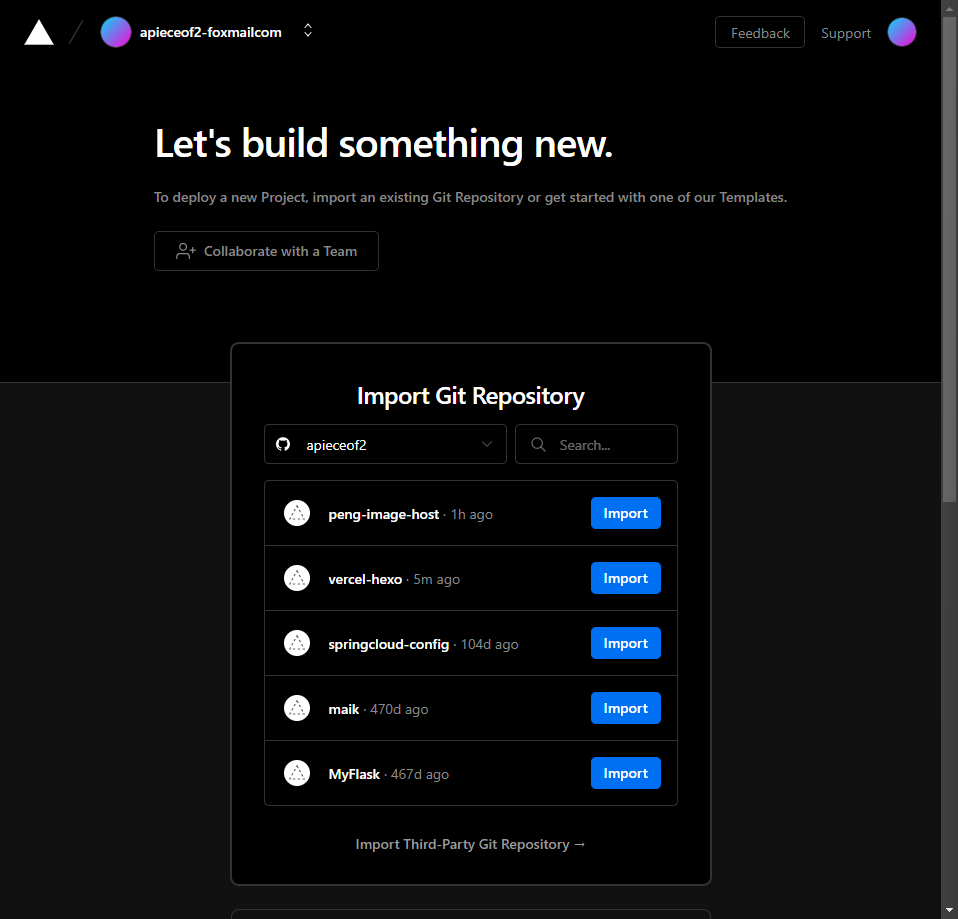 apieceof2-foxmailcom
Feedback
Support
Let's build something new.
To deploy a new Project, import an existing Git Repository or get started with one of our Templates.
Collaborate with a Team
Import Git Repository
apieceof2
Search...
peng-image-host · 1h ago
Import
vercel-hexo · 5m ago
Import
springcloud-config · 104d ago
Import
maik · 470d ago
Import
MyFlask · 467d ago
Import
Import Third-Party Git Repository →